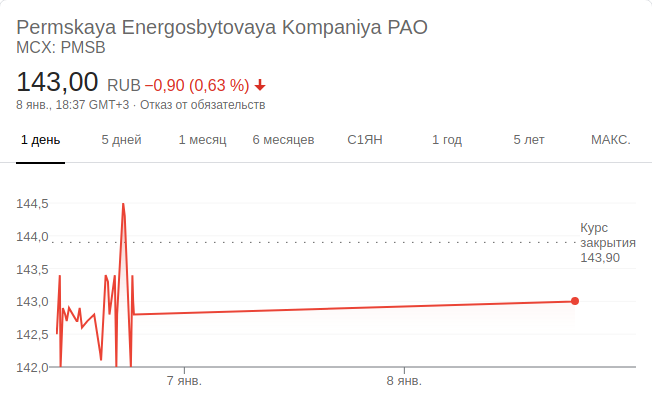 Permskaya Energosbytovaya Kompaniya PAO
MCX: PMSB
143,00 RUB −0,90 (0,63 %)
8 янв., 18:37 GMT+3 · Отказ от обязательств
1 день 5 дней 1 месяц 6 месяцев С1ЯН 1 год 5 лет МАКС.
144,5
144,0
143,5
143,0
142,5
142,0
Курс
закрытия
143,90
7 янв. 8 янв.